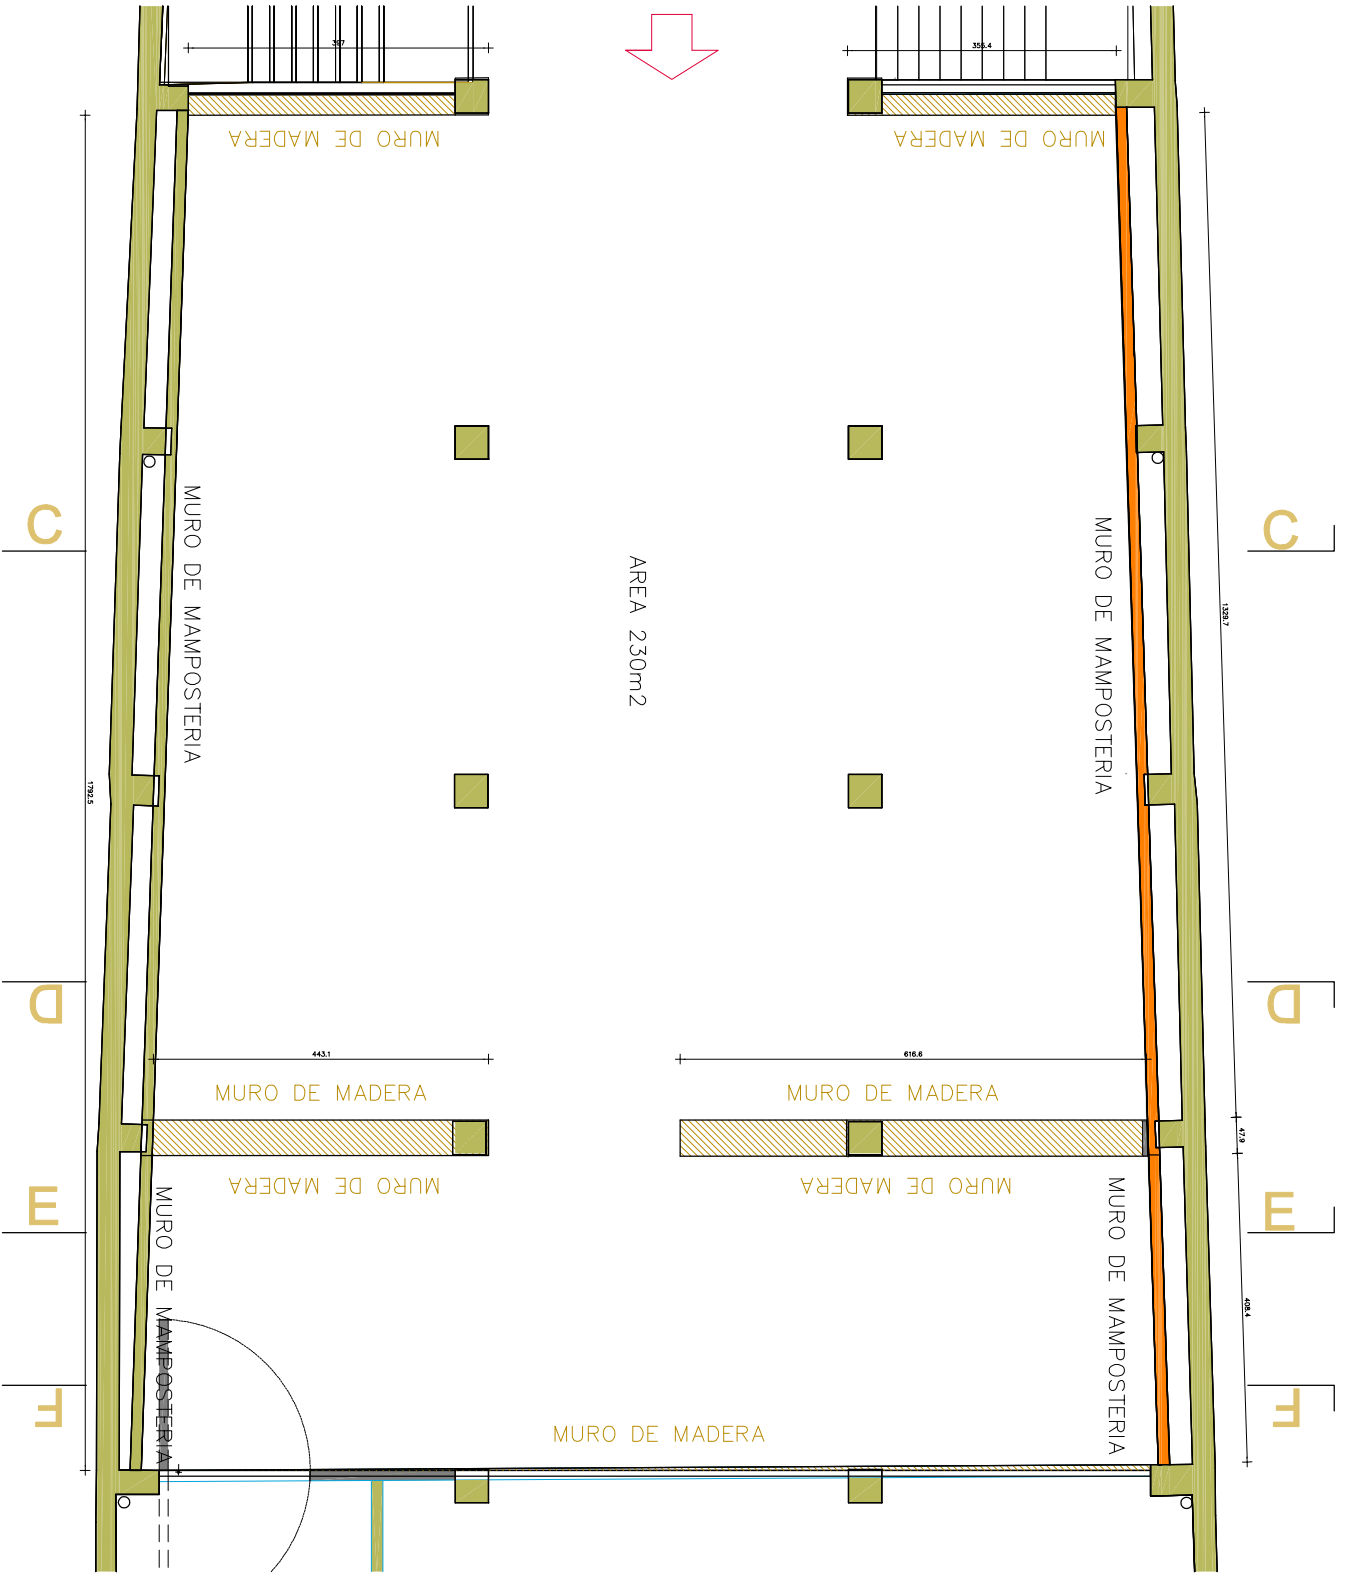 397
355.4
MURO DE MADERA
MURO DE MADERA
C
C
MURO DE MAMPOSTERIA
MURO DE MAMPOSTERIA
AREA 230m2
1329.7
1792.5
D
D
443.1
616.6
MURO DE MADERA
MURO DE MADERA
47.9
MURO DE MADERA
MURO DE MADERA
E
E
MURO DE MAMPOSTERIA
MURO DE MAMPOSTERIA
408.4
F
F
MURO DE MADERA